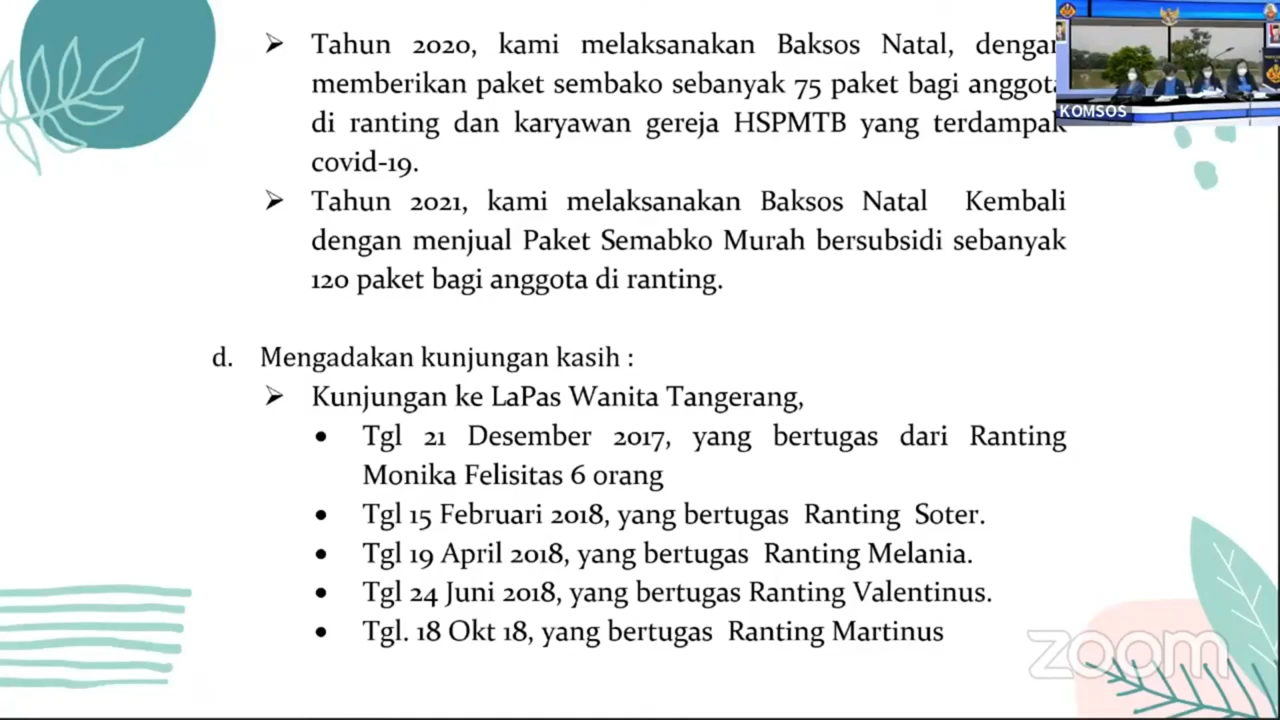 ➢ Tahun 2020, kami melaksanakan Baksos Natal, dengan
memberikan paket sembako sebanyak 75 paket bagi anggota
di ranting dan karyawan gereja HSPMTB yang terdampak
covid-19.
➢ Tahun 2021, kami melaksanakan Baksos Natal Kembali
dengan menjual Paket Semabko Murah bersubsidi sebanyak
120 paket bagi anggota di ranting.
d. Mengadakan kunjungan kasih :
➢ Kunjungan ke LaPas Wanita Tangerang,
• Tgl 21 Desember 2017, yang bertugas dari Ranting
Monika Felisitas 6 orang
• Tgl 15 Februari 2018, yang bertugas Ranting Soter.
• Tgl 19 April 2018, yang bertugas Ranting Melania.
• Tgl 24 Juni 2018, yang bertugas Ranting Valentinus.
• Tgl. 18 Okt 18, yang bertugas Ranting Martinus
KOMSOS
zoom